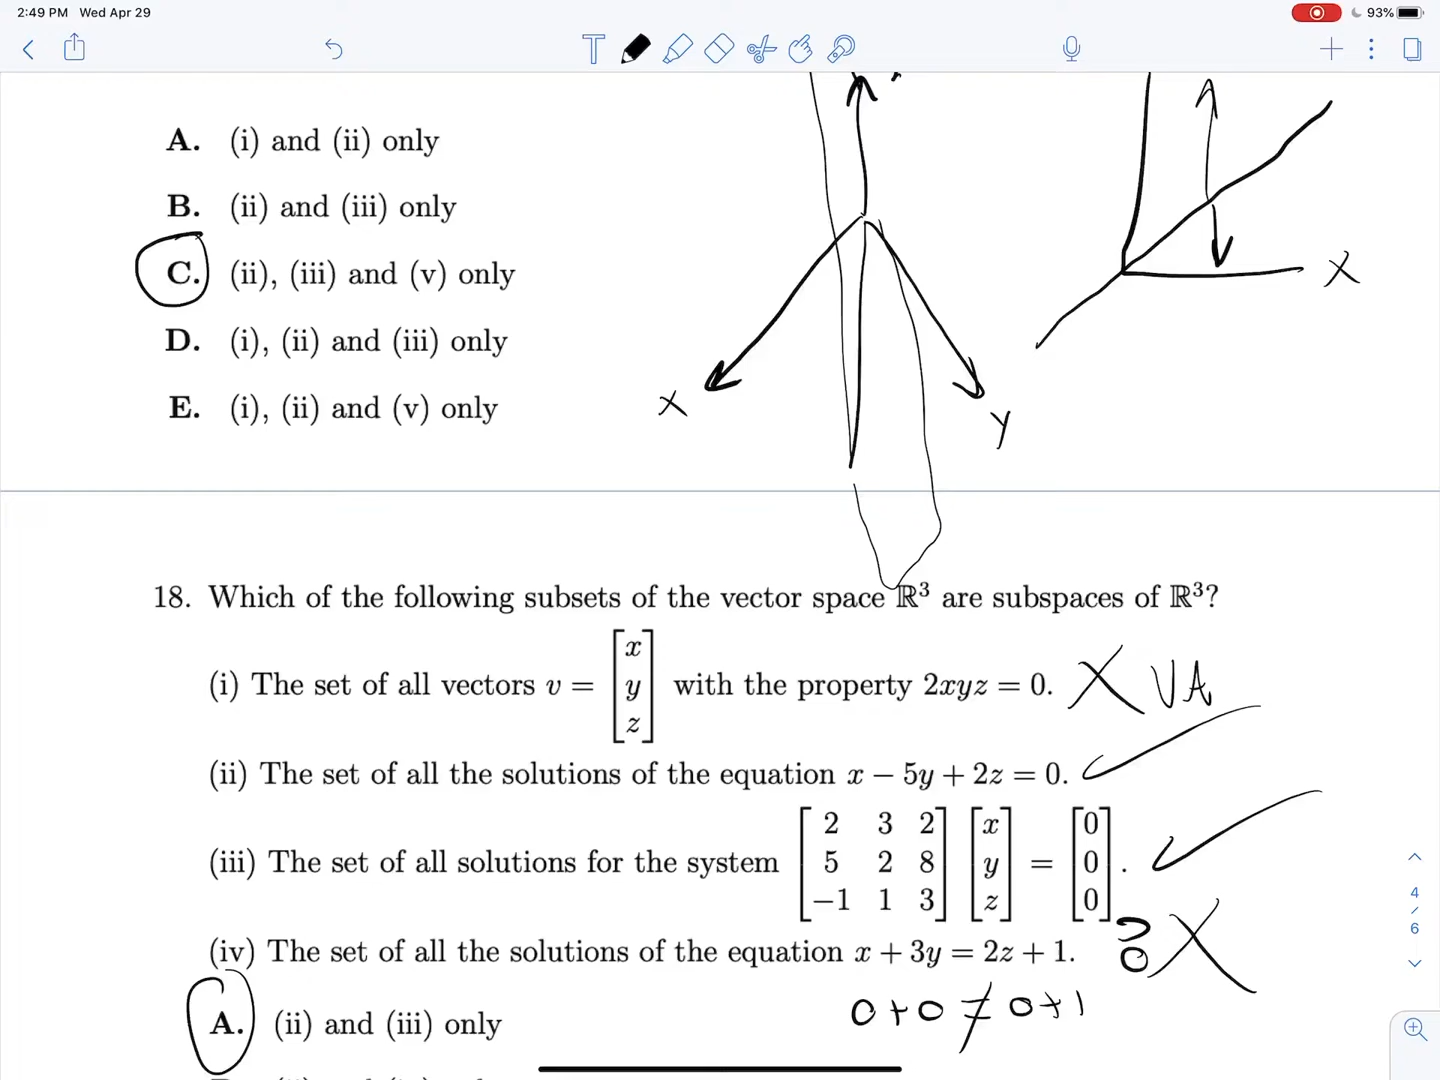 2:49 PM Wed Apr 29 93%
T
A. (i) and (ii) only
B. (ii) and (iii) only
C. (ii), (iii) and (v) only
D. (i), (ii) and (iii) only
E. (i), (ii) and (v) only
X
X
y
18. Which of the following subsets of the vector space ℝ³ are subspaces of ℝ³?
(i) The set of all vectors v = [x y z] with the property 2xyz = 0. X VA
(ii) The set of all the solutions of the equation x − 5y + 2z = 0.
(iii) The set of all solutions for the system [2 3 2; 5 2 8; −1 1 3] [x y z] = [0 0 0].
(iv) The set of all the solutions of the equation x + 3y = 2z + 1. X
0+0 ≠ 0+1
A. (ii) and (iii) only
4
/
6